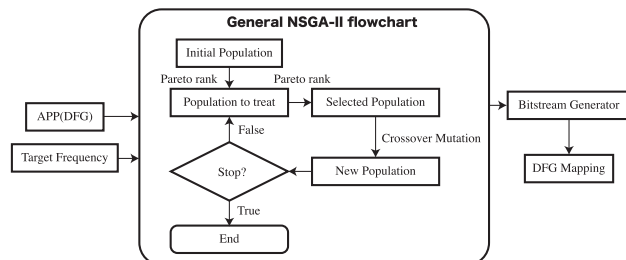 General NSGA-II flowchart
Initial Population
Pareto rank
Pareto rank
APP(DFG)
Population to treat
Selected Population
Bitstream Generator
False
Crossover Mutation
Target Frequency
Stop?
New Population
DFG Mapping
True
End